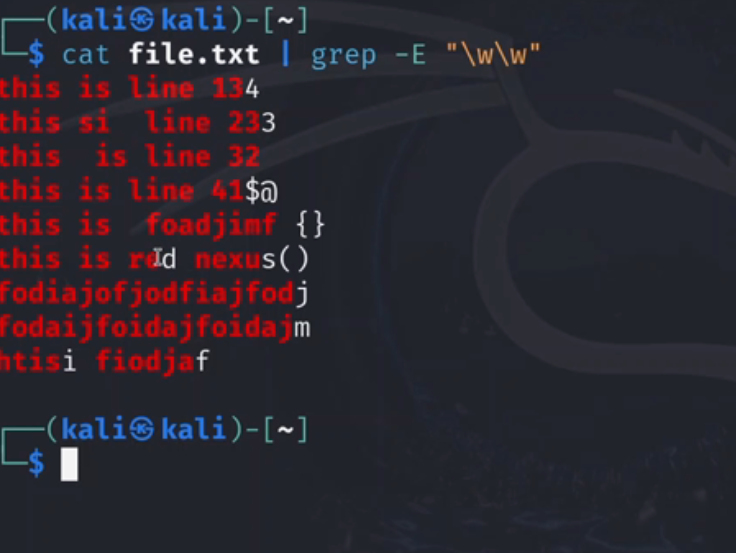 ┌──(kali㉿kali)-[~]
└─$ cat file.txt | grep -E "\w\w"
this is line 134
this si  line 233
this  is line 32
this is line 41$@
this is  foadjimf {}
this is red nexus()
fodiajofjodfiajfodj
fodaijfoidajfoidajm
htisi fiodjaf
┌──(kali㉿kali)-[~]
└─$